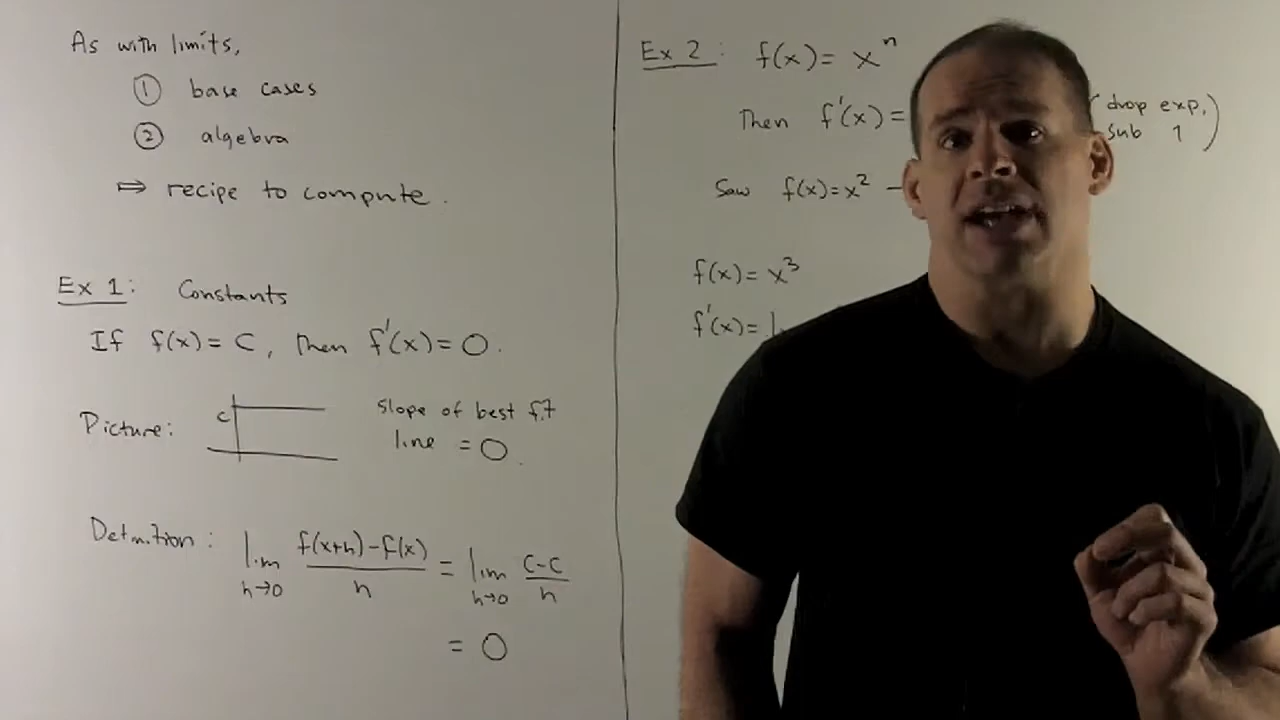 As with limits,
① base cases
② algebra
⇒ recipe to compute.
Ex 1: Constants
If f(x) = C, then f'(x) = 0.
Picture: c slope of best fit
line = 0.
Definition: lim h→0 f(x+h)-f(x) / h = lim h→0 c-c / h
= 0
Ex 2: f(x) = x^n
Then f'(x) = (drop exp,
sub 1)
Saw f(x) = x^2 -
f(x) = x^3
f'(x) =